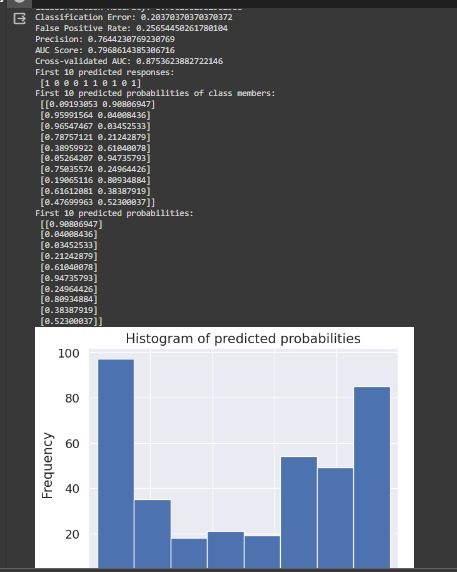 Classification Error: 0.20370370370370372
False Positive Rate: 0.25654450261780104
Precision: 0.7644230769230769
AUC Score: 0.7968614385306716
Cross-validated AUC: 0.8753623882722146
First 10 predicted responses:
[1 0 0 0 1 1 0 1 0 1]
First 10 predicted probabilities of class members:
[[0.09193053 0.90806947]
[0.95991564 0.04008436]
[0.96547467 0.03452533]
[0.78757121 0.21242879]
[0.38959922 0.61040078]
[0.05264207 0.94735793]
[0.75035574 0.24964426]
[0.19065116 0.80934884]
[0.61612081 0.38387919]
[0.47699963 0.52300037]]
First 10 predicted probabilities:
[[0.90806947]
[0.04008436]
[0.03452533]
[0.21242879]
[0.61040078]
[0.94735793]
[0.24964426]
[0.80934884]
[0.38387919]
[0.52300037]]
Histogram of predicted probabilities
100
80
60
40
20
Frequency